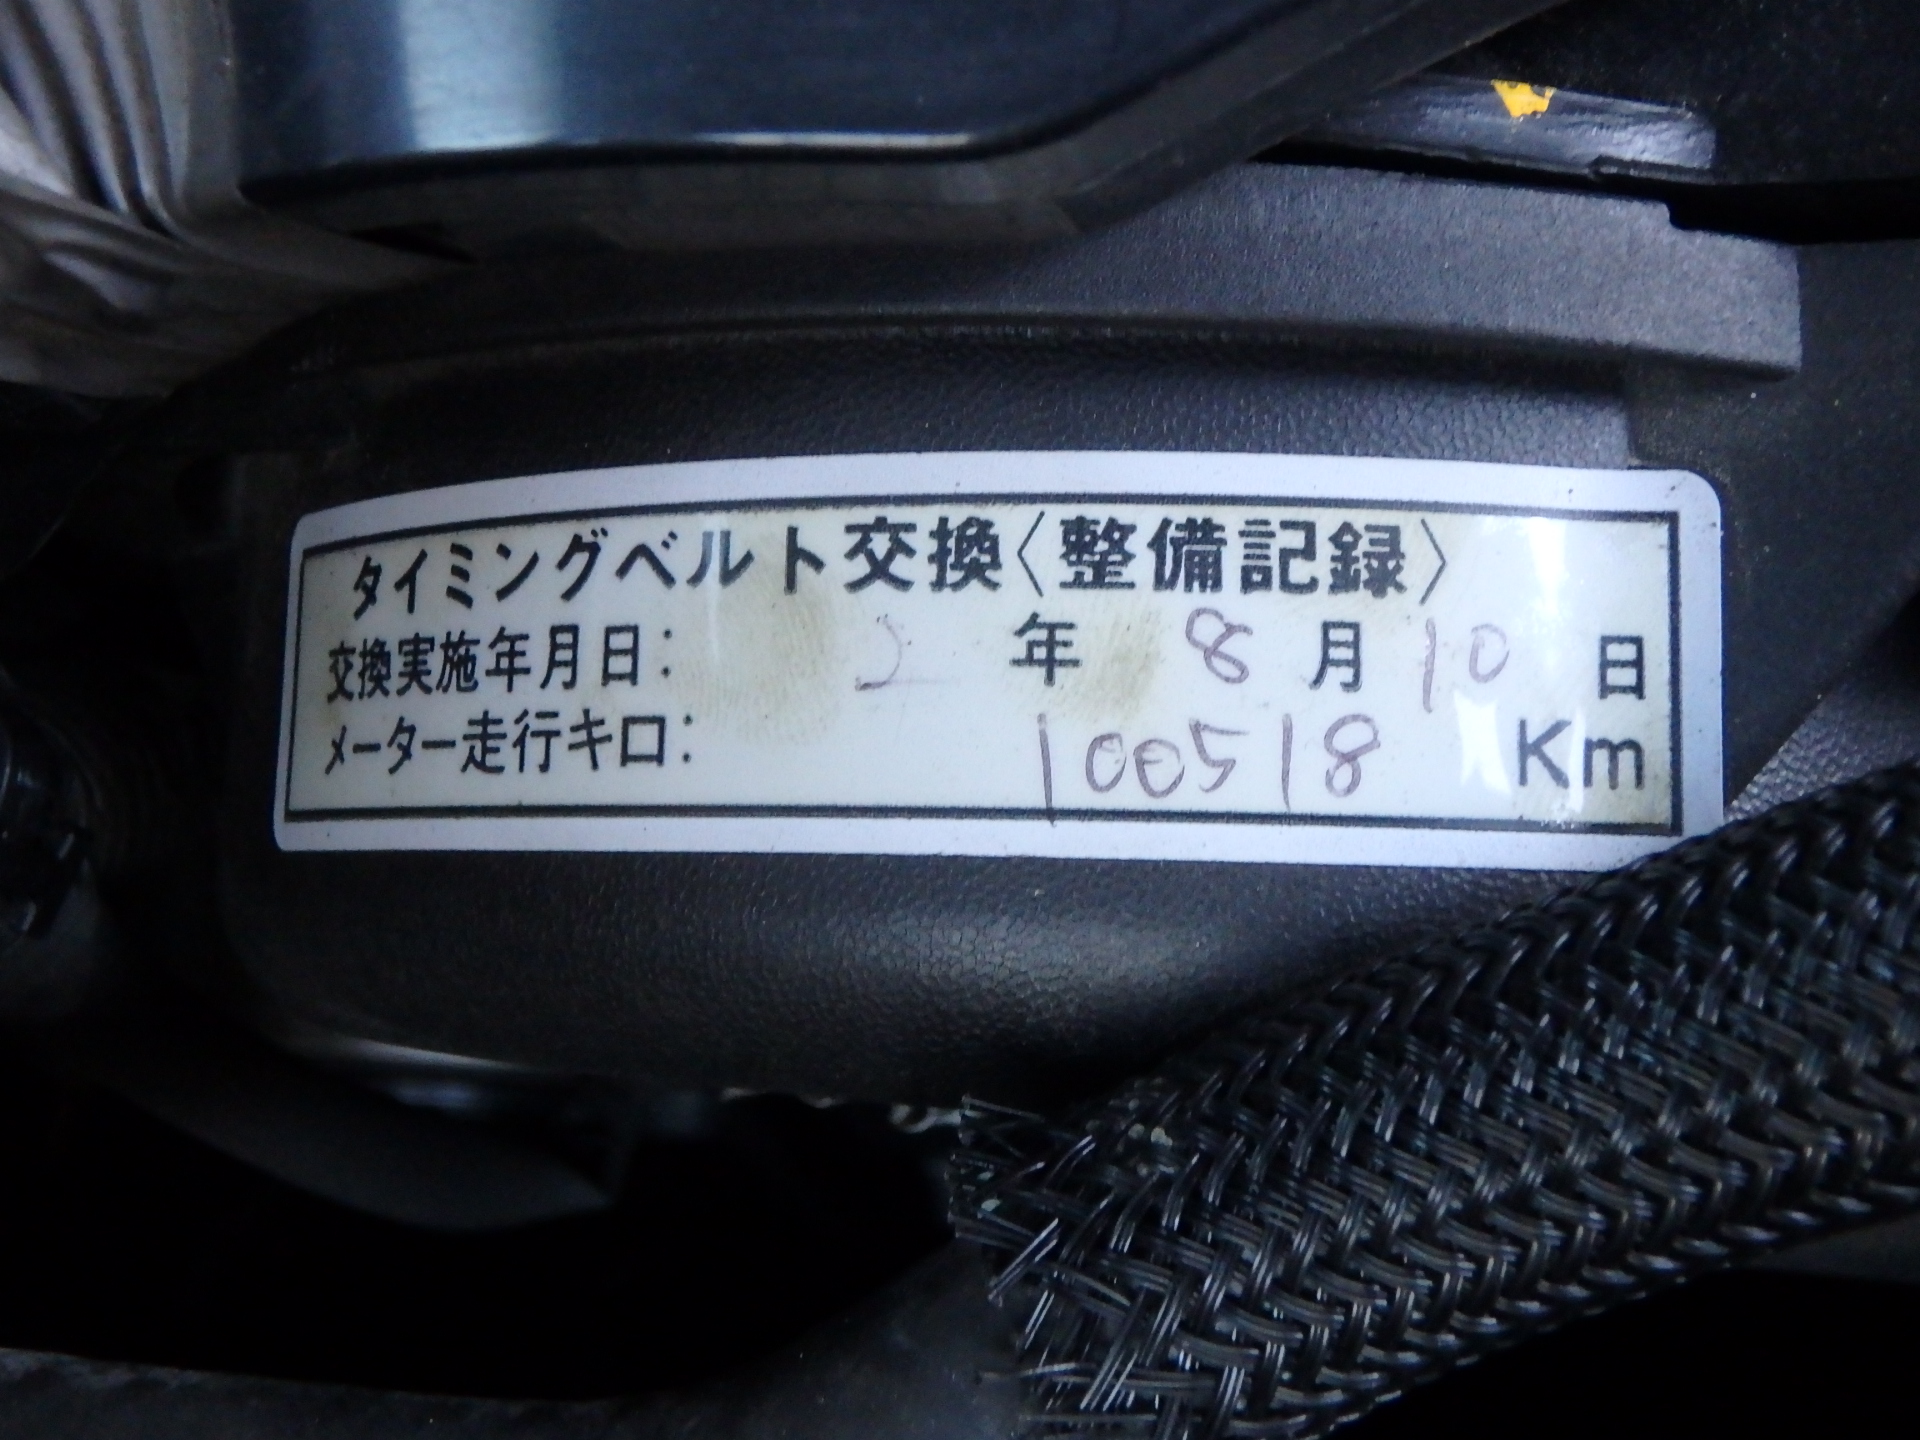 タイミングベルト交換〈整備記録〉
交換実施年月日: 2 年 8 月 10 日
メーター走行キロ: 100518 Km